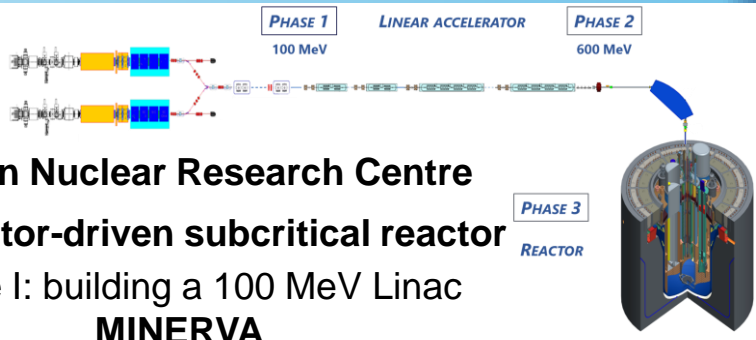 PHASE 1 LINEAR ACCELERATOR PHASE 2
100 MeV 600 MeV
n Nuclear Research Centre
tor-driven subcritical reactor
PHASE 3
REACTOR
I: building a 100 MeV Linac
MINERVA